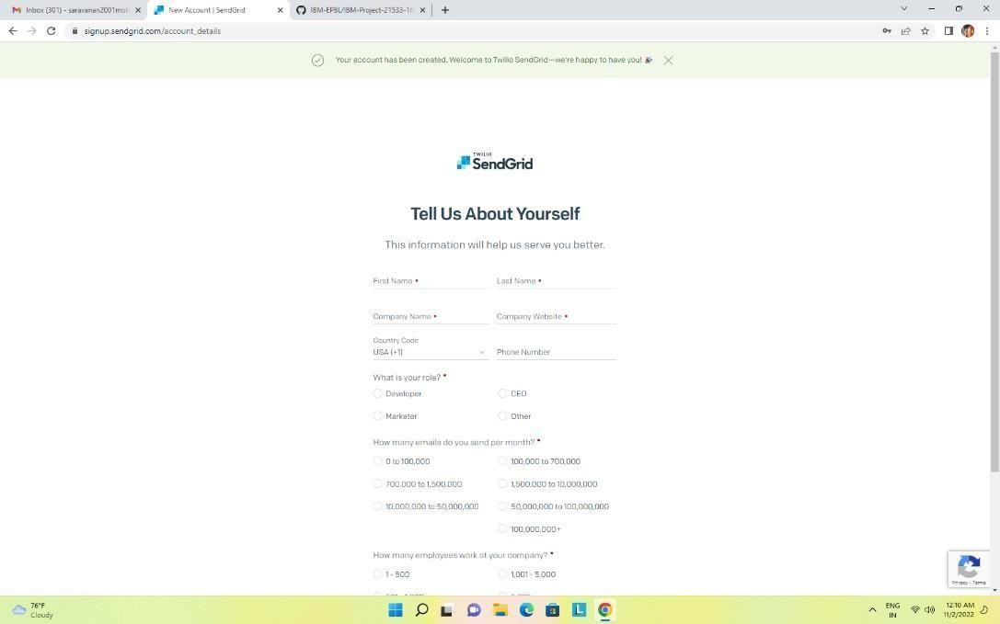 Inbox (301) - saravanan2001moh
New Account | SendGrid
IBM-EPBL/IBM-Project-21533-16
signup.sendgrid.com/account_details
Your account has been created. Welcome to Twilio SendGrid—we're happy to have you! 🎉
TWILIO
SendGrid
Tell Us About Yourself
This information will help us serve you better.
First Name • Last Name •
Company Name • Company Website •
Country Code
USA (+1) Phone Number
What is your role? •
Developer CEO
Marketer Other
How many emails do you send per month? •
0 to 100,000 100,000 to 700,000
700,000 to 1,500,000 1,500,000 to 10,000,000
10,000,000 to 50,000,000 50,000,000 to 100,000,000
100,000,000+
How many employees work at your company? •
1 - 500 1,001 - 5,000
Privacy - Terms
76°F
Cloudy
ENG
IN
12:10 AM
11/2/2022